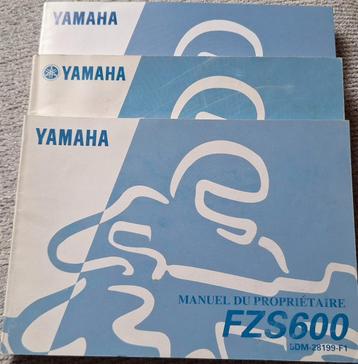 YAMAHA
YAMAHA
YAMAHA
MANUEL DU PROPRIÉTAIRE
FZS600
5DM-28199-F1